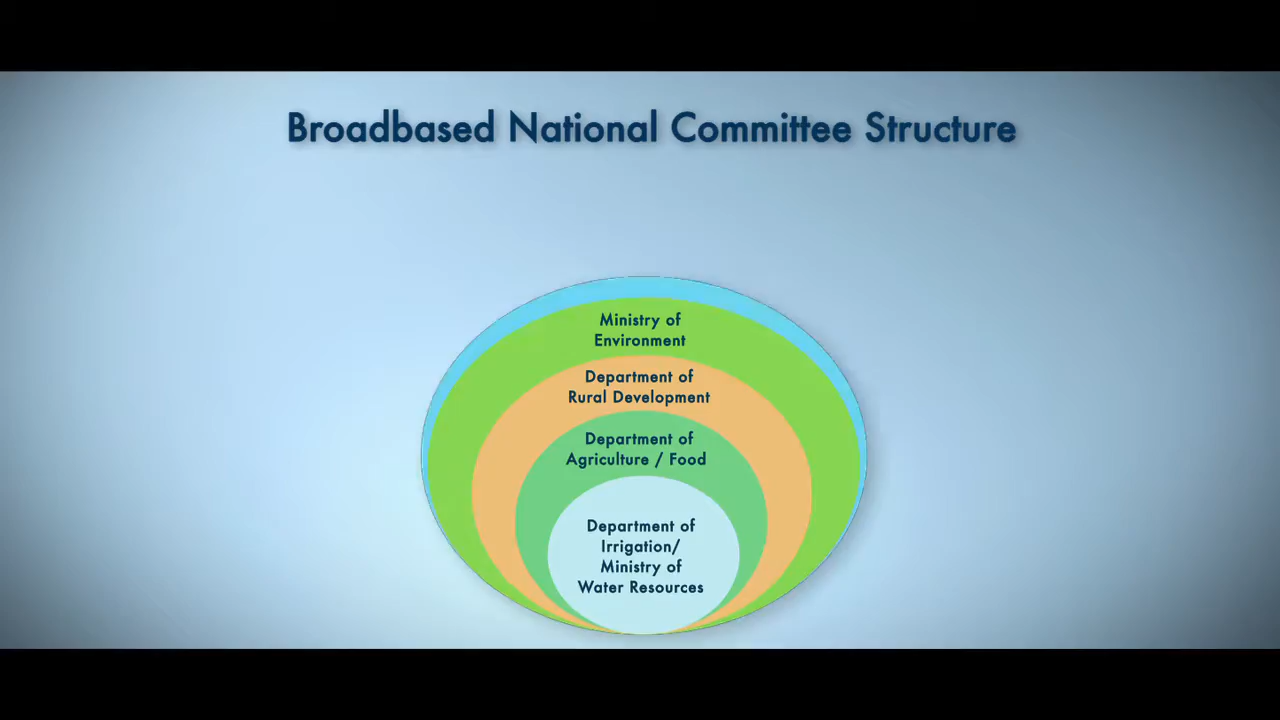 Broadbased National Committee Structure
Ministry of
Environment
Department of
Rural Development
Department of
Agriculture / Food
Department of
Irrigation/
Ministry of
Water Resources